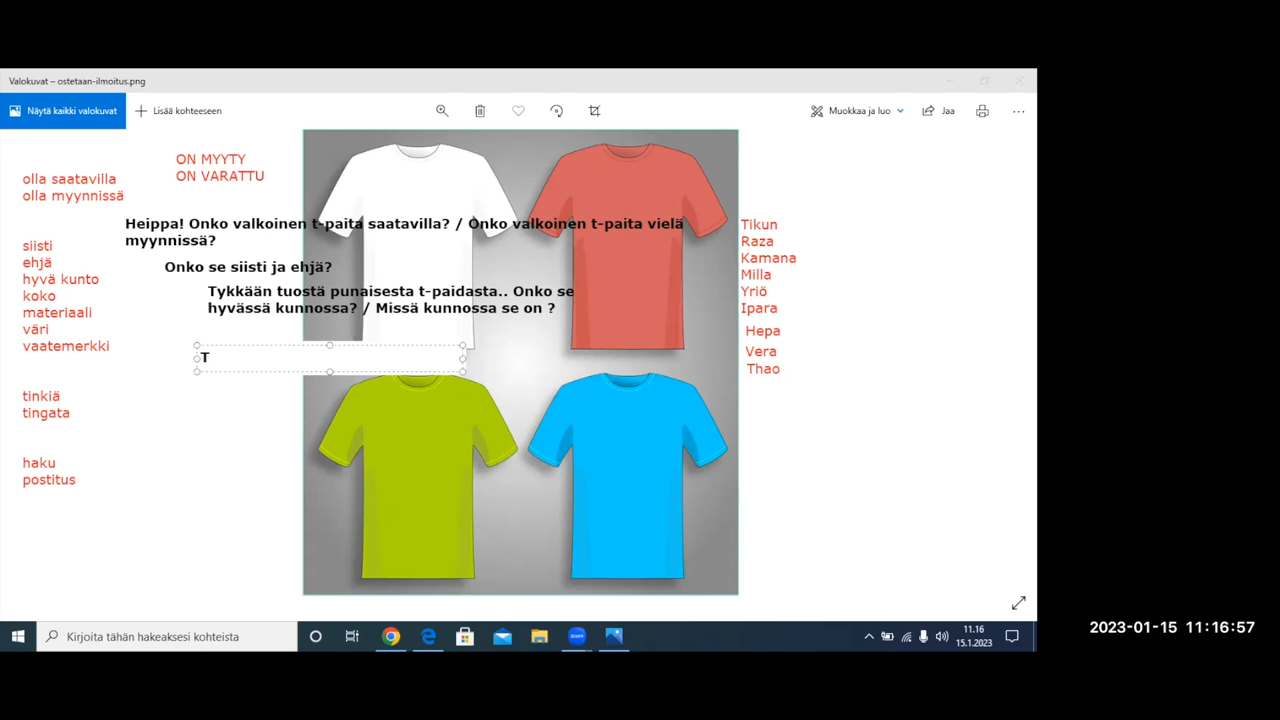 Valokuvat – ostetaan-ilmoitus.png
Näytä kaikki valokuvat
Lisää kohteeseen
Muokkaa ja luo
Jaa
ON MYYTY
ON VARATTU
olla saatavilla
olla myynnissä
Heippa! Onko valkoinen t-paita saatavilla? / Onko valkoinen t-paita vielä
myynnissä?
Onko se siisti ja ehjä?
Tykkään tuostä punaisesta t-paidasta.. Onko se
hyvässä kunnossa? / Missä kunnossa se on ?
T
siisti
ehjä
hyvä kunto
koko
materiaali
väri
vaatemerkki
tinkiä
tingata
haku
postitus
Tikun
Raza
Kamana
Milla
Yriö
Ipara
Hepa
Vera
Thao
Kirjoita tähän hakeaksesi kohteista
zoom
11.16
15.1.2023
2023-01-15 11:16:57